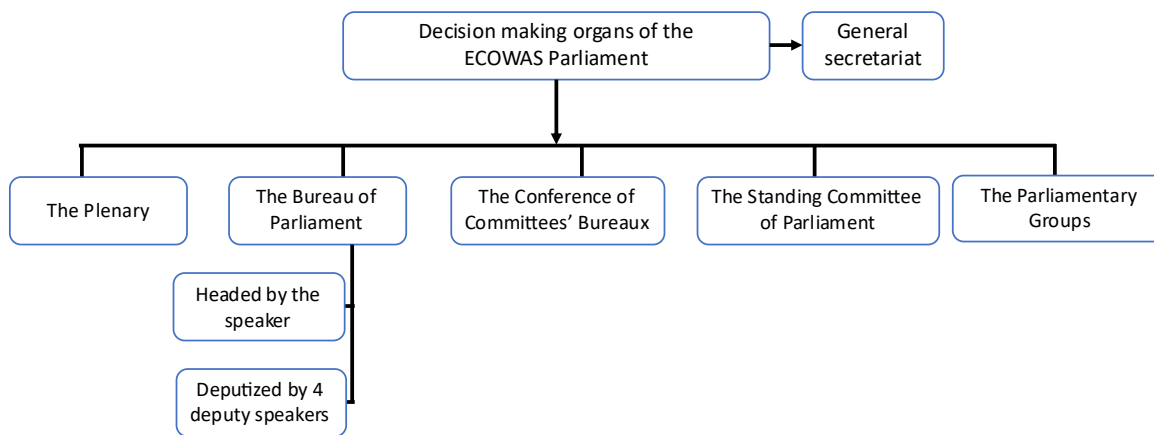 Decision making organs of the
ECOWAS Parliament
General
secretariat
The Plenary
The Bureau of
Parliament
The Conference of
Committees’ Bureaux
The Standing Committee
of Parliament
The Parliamentary
Groups
Headed by the
speaker
Deputized by 4
deputy speakers